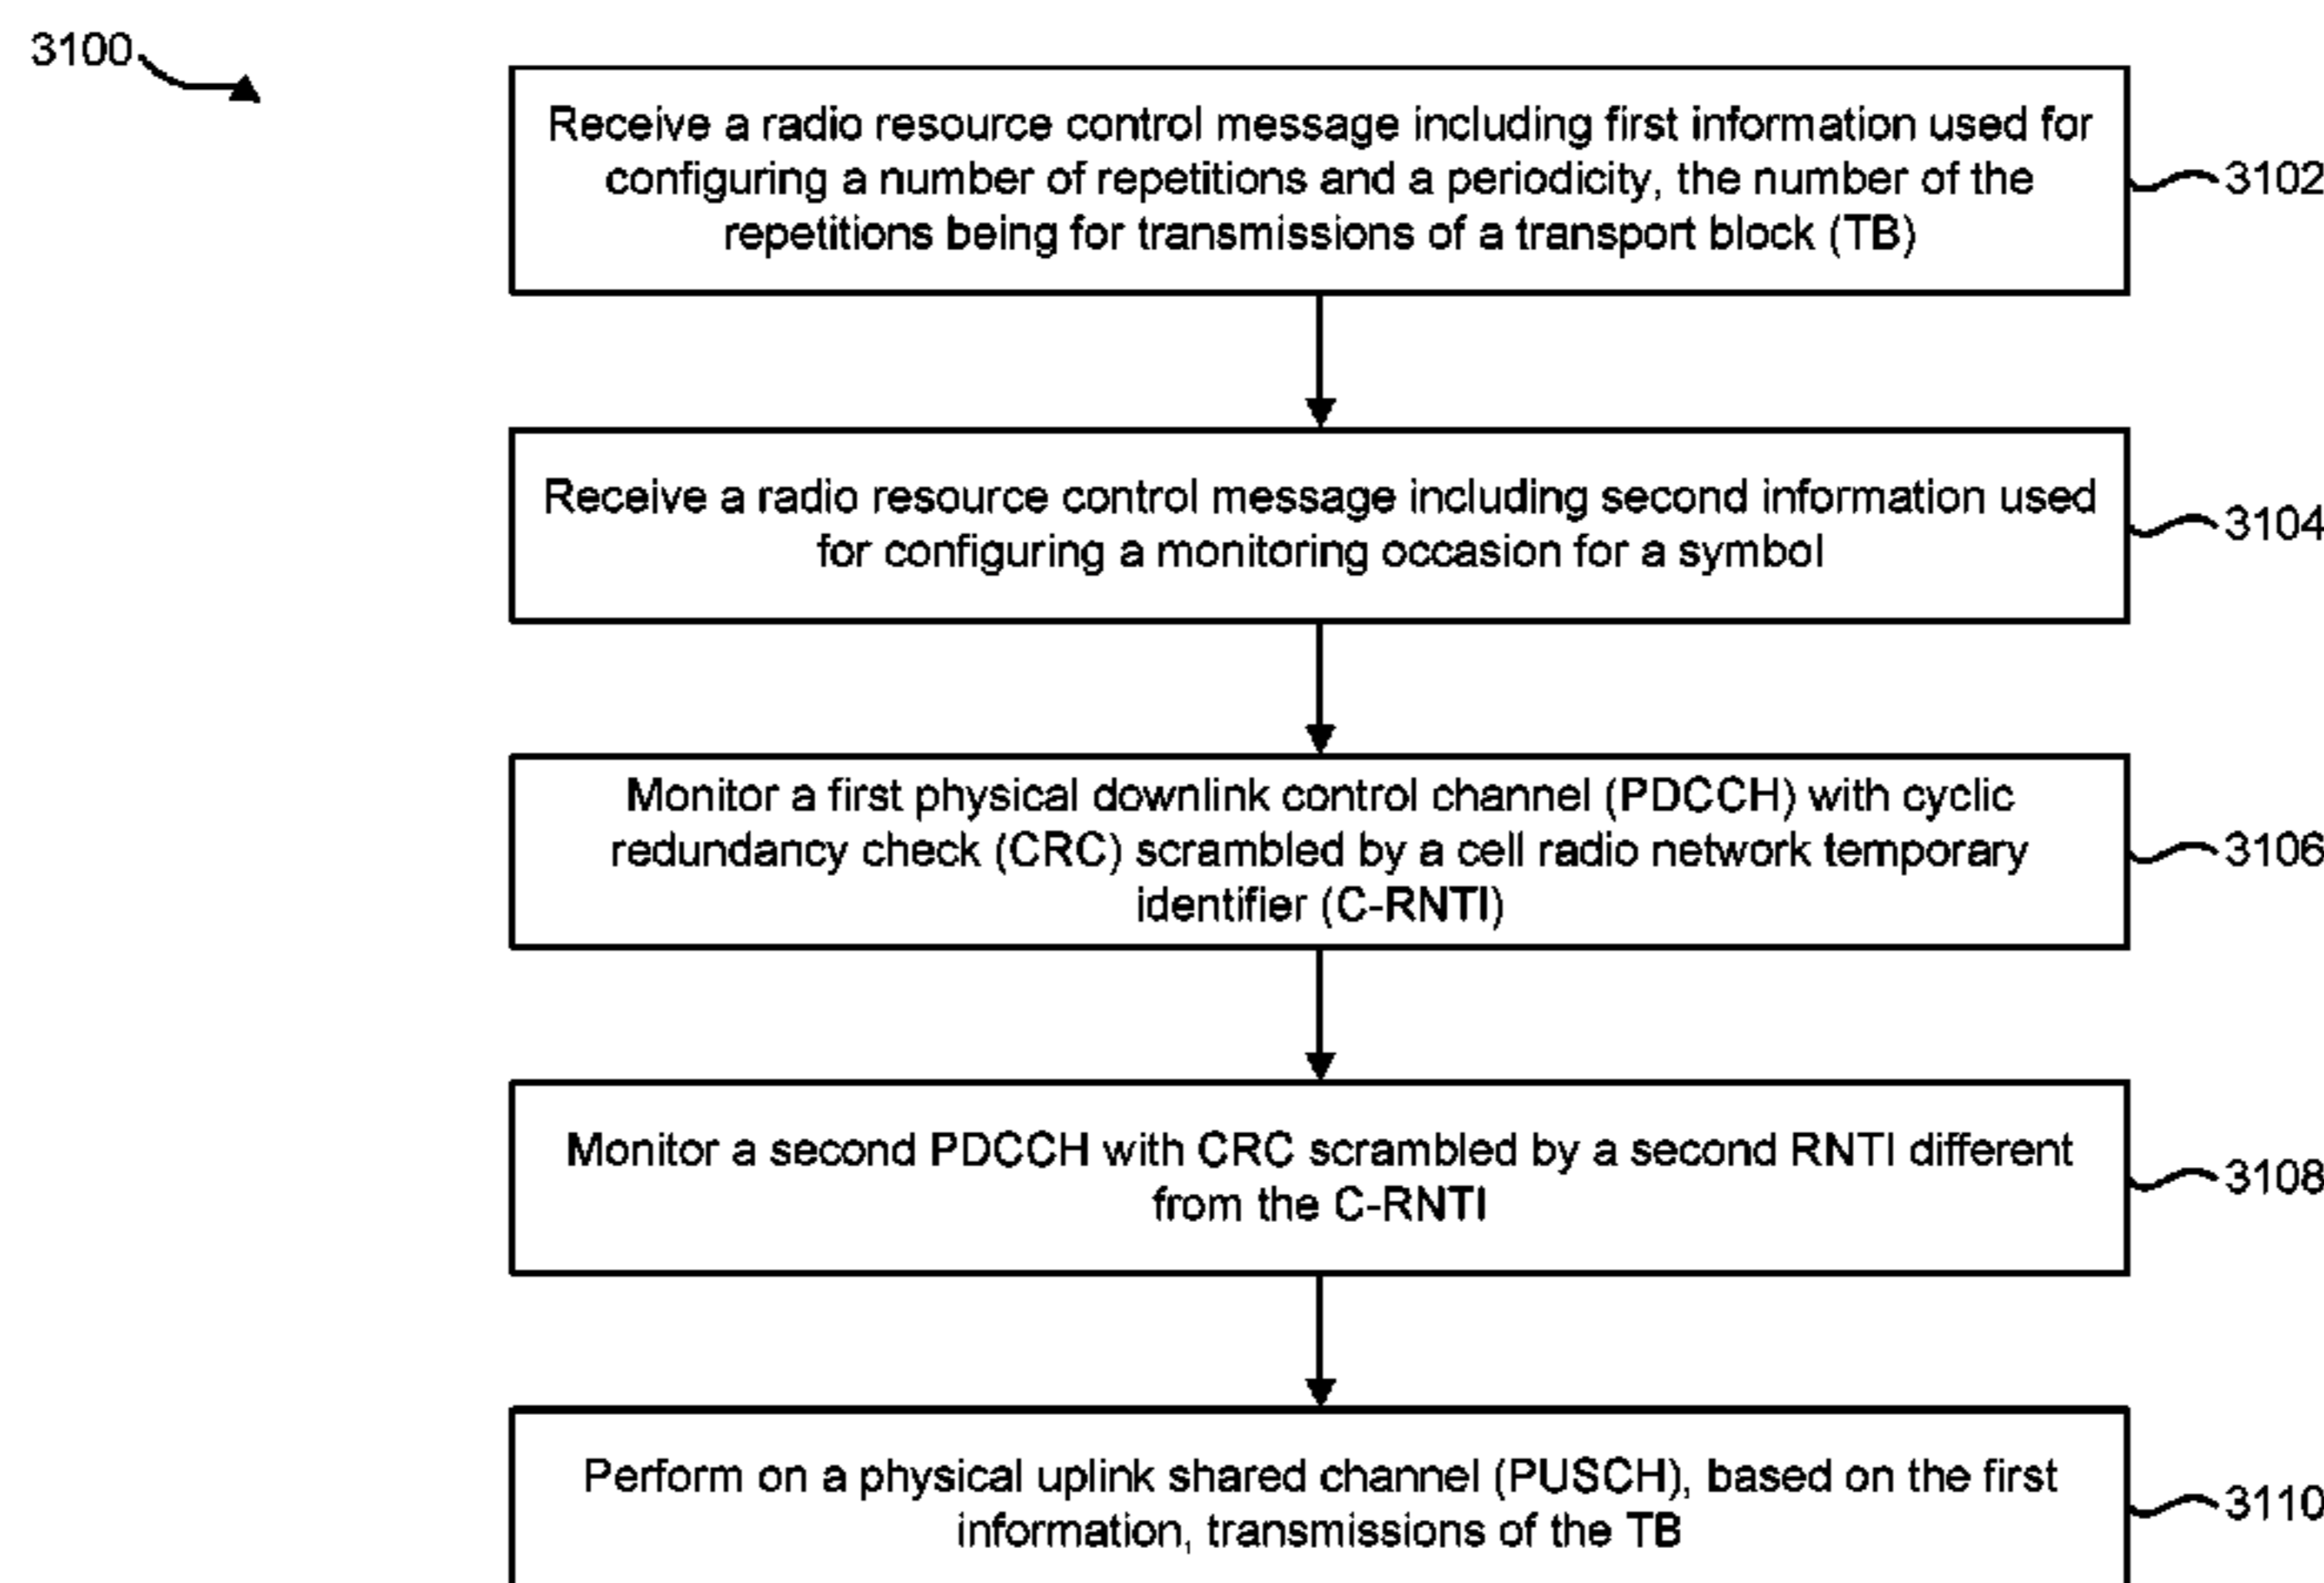 3100
Receive a radio resource control message including first information used for
configuring a number of repetitions and a periodicity, the number of the
repetitions being for transmissions of a transport block (TB)
3102
Receive a radio resource control message including second information used
for configuring a monitoring occasion for a symbol
3104
Monitor a first physical downlink control channel (PDCCH) with cyclic
redundancy check (CRC) scrambled by a cell radio network temporary
identifier (C-RNTI)
3106
Monitor a second PDCCH with CRC scrambled by a second RNTI different
from the C-RNTI
3108
Perform on a physical uplink shared channel (PUSCH), based on the first
information, transmissions of the TB
3110